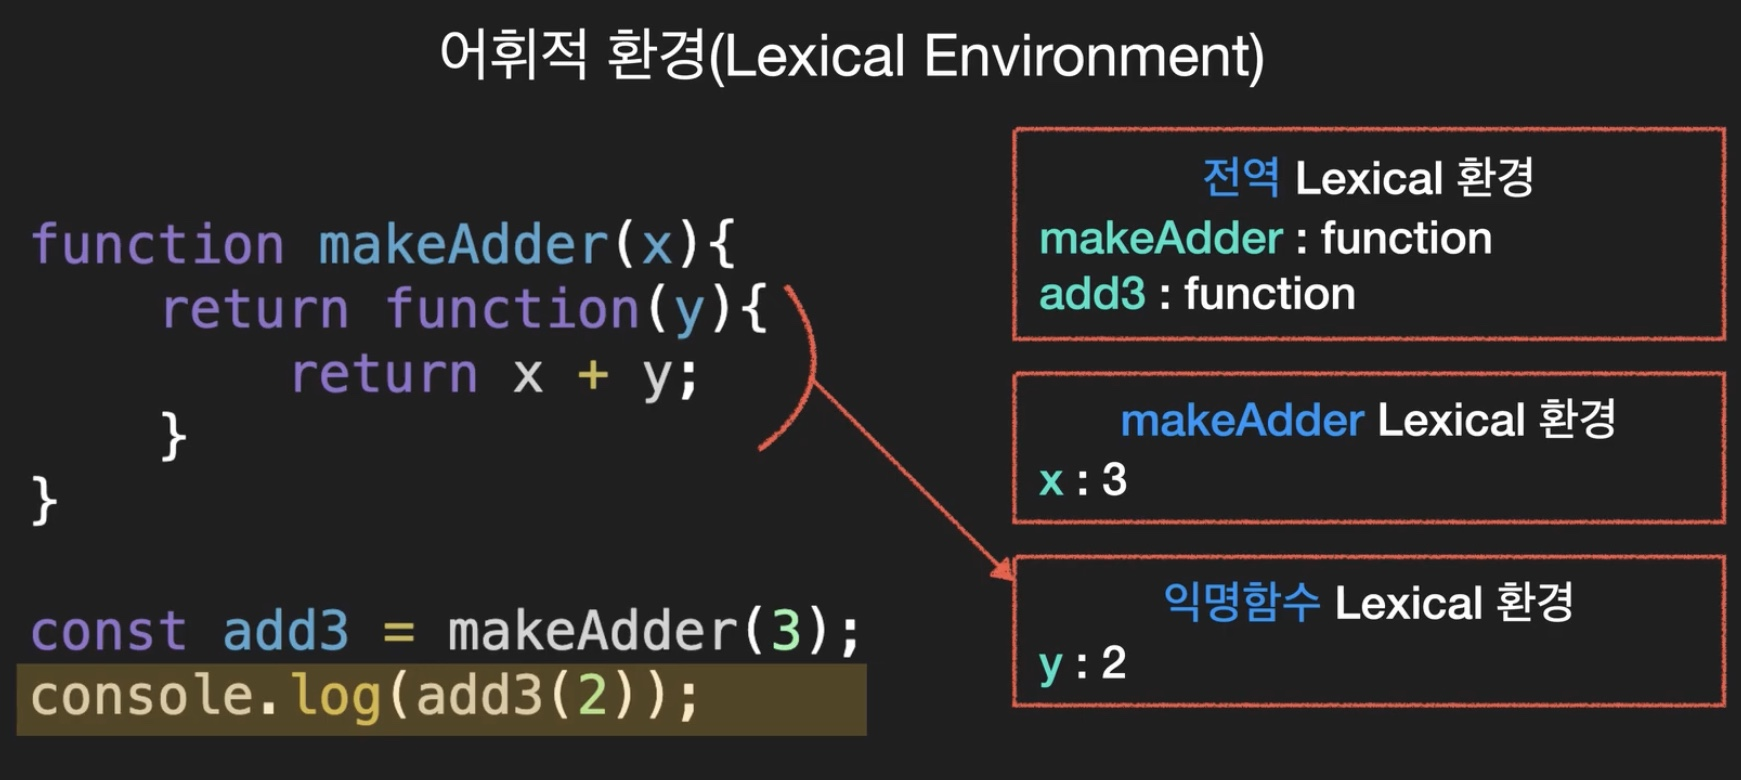 어휘적 환경(Lexical Environment)
function makeAdder(x){
return function(y){
return x + y;
}
}
const add3 = makeAdder(3);
console.log(add3(2));
전역 Lexical 환경
makeAdder : function
add3 : function
makeAdder Lexical 환경
x : 3
익명함수 Lexical 환경
y : 2